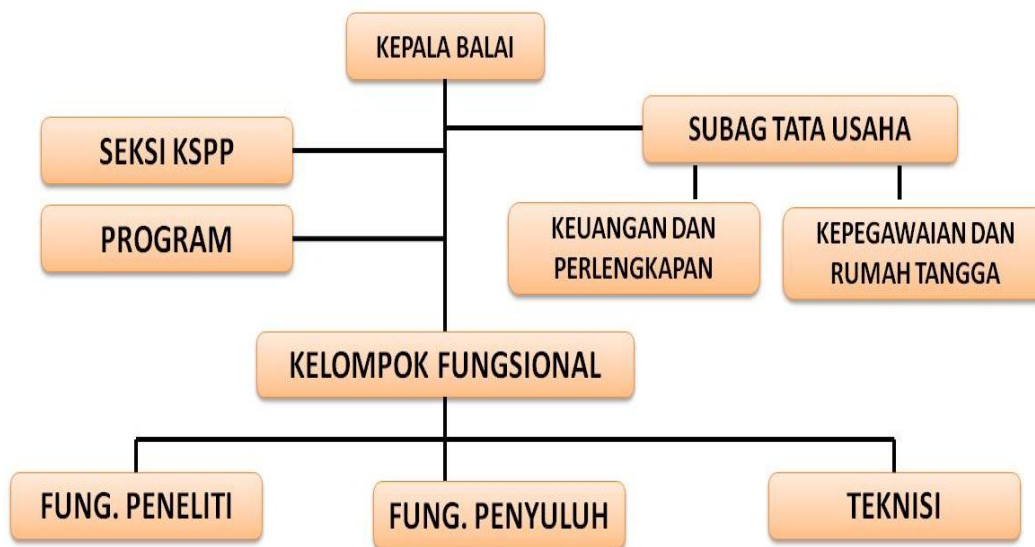 KEPALA BALAI
SUBAG TATA USAHA
SEKSI KSPP
PROGRAM
KEUANGAN DAN
PERLENGKAPAN
KEPEGAWAIAN DAN
RUMAH TANGGA
KELOMPOK FUNGSIONAL
FUNG. PENELITI
FUNG. PENYULUH
TEKNISI